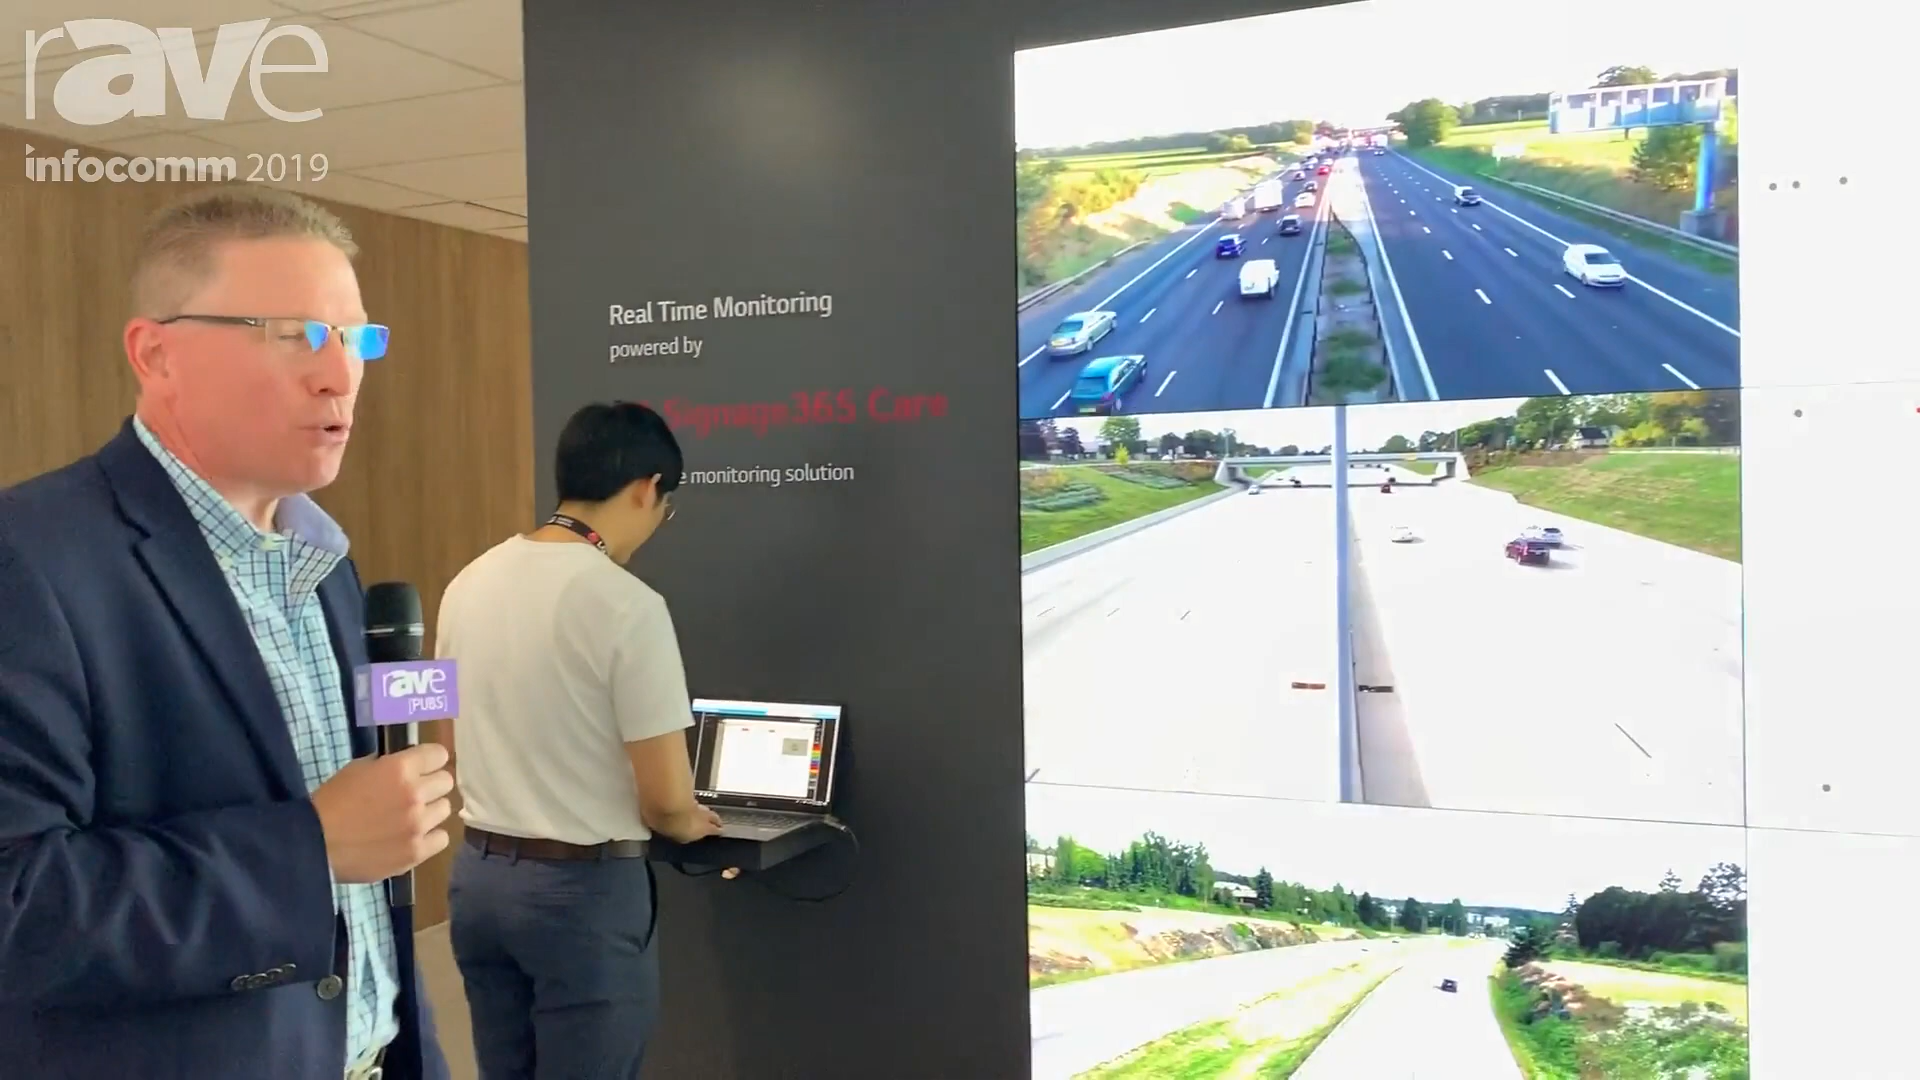 rAVe
infocomm 2019
Real Time Monitoring
powered by
Signage365 Care
monitoring solution
rAVe
[PUBS]